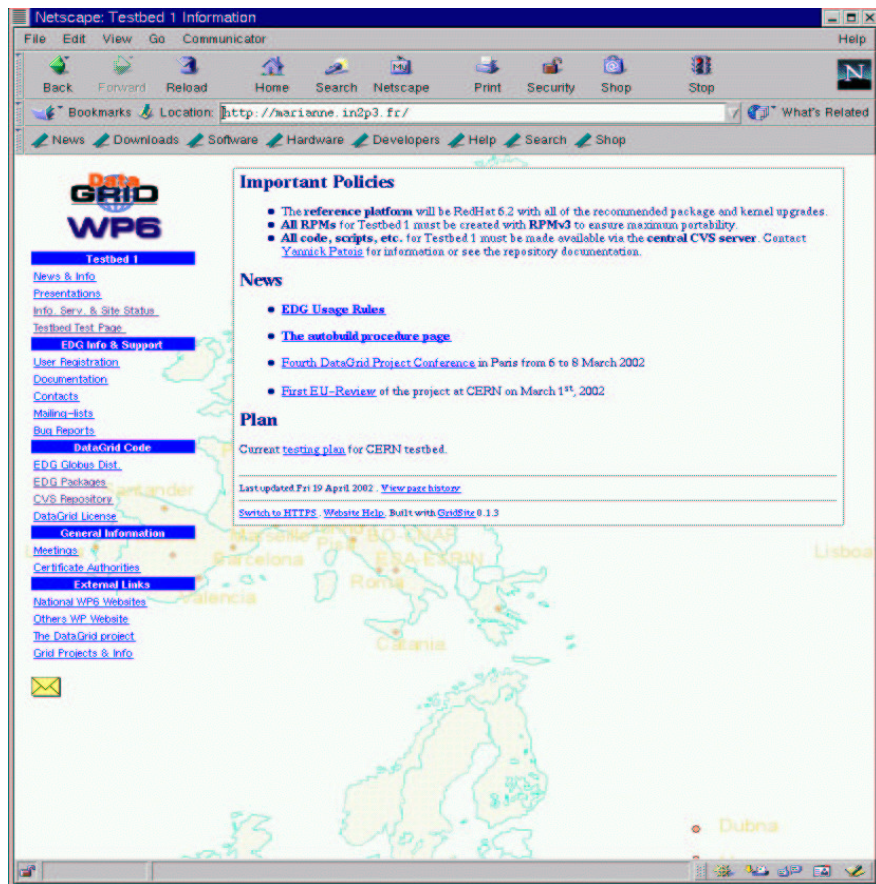 Netscape: Testbed 1 Information
File Edit View Go Communicator Help
Back Forward Reload Home Search Netscape Print Security Shop Stop
N
Bookmarks Location: http://marianne.in2p3.fr/ What's Related
News Downloads Software Hardware Developers Help Search Shop
Data
GRID
WP6
Testbed 1
News & Info
Presentations
Info. Serv. & Site Status
Testbed Test Page
EDG Info & Support
User Registration
Documentation
Contacts
Mailing-lists
Bug Reports
DataGrid Code
EDG Globus Dist.
EDG Packages
CVS Repository
DataGrid License
General Information
Meetings
Certificate Authorities
External Links
National WP6 Websites
Others WP Website
The DataGrid project
Grid Projects & Info
Important Policies
The reference platform will be RedHat 6.2 with all of the recommended package and kernel upgrades.
All RPMs for Testbed 1 must be created with RPMv3 to ensure maximum portability.
All code, scripts, etc. for Testbed 1 must be made available via the central CVS server. Contact
Yannick Patois for information or see the repository documentation.
News
EDG Usage Rules
The autobuild procedure page
Fourth DataGrid Project Conference in Paris from 6 to 8 March 2002
First EU-Review of the project at CERN on March 1st, 2002
Plan
Current testing plan for CERN testbed.
Last updated Fri 19 April 2002 . View page history
Switch to HTTPS . Website Help. Built with GridSite 0.1.3
Santander
Marseille
Pisa
BO-CNAF
Barcelona
ESA-ESRIN
Lisboa
Roma
Valencia
Catania
Dubna